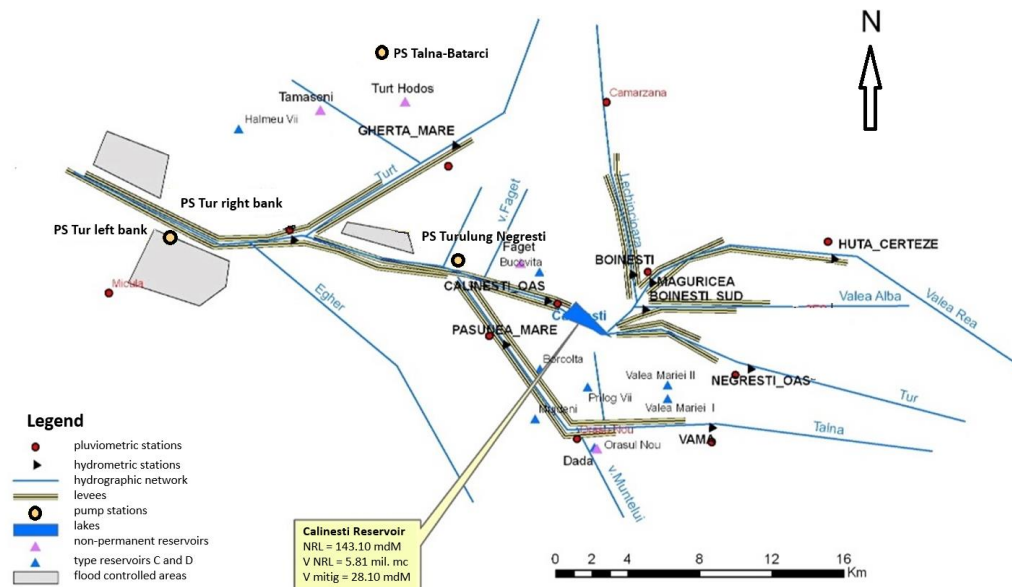 N
PS Talna-Batarci
Turt Hodos
Camarzana
Tamaseni
Halmeu Vii
GHERTA_MARE
Turt
Lechincioara
PS Tur right bank
v.Faget
PS Tur left bank
PS Turulung Negresti
HUTA_CERTEZE
Faget
BOINESTI
Bucovita
MAGURICEA
Micula
CALINESTI_OAS
BOINESTI_SUD
Valea Alba
Valea Rea
Egher
PASUNEA_MARE
Borcolta
Valea Mariei II
NEGRESTI_OAS
Prilog Vii
Tur
Valea Mariei I
Talna
VAMA
Orasul Nou
Dada
v.Muntelui
Legend
pluviometric stations
hydrometric stations
hydrographic network
levees
pump stations
lakes
non-permanent reservoirs
type reservoirs C and D
flood controlled areas
Calinesti Reservoir
NRL = 143.10 mdM
V NRL = 5.81 mil. mc
V mitig = 28.10 mdM
0 2 4 8 12 16
Km